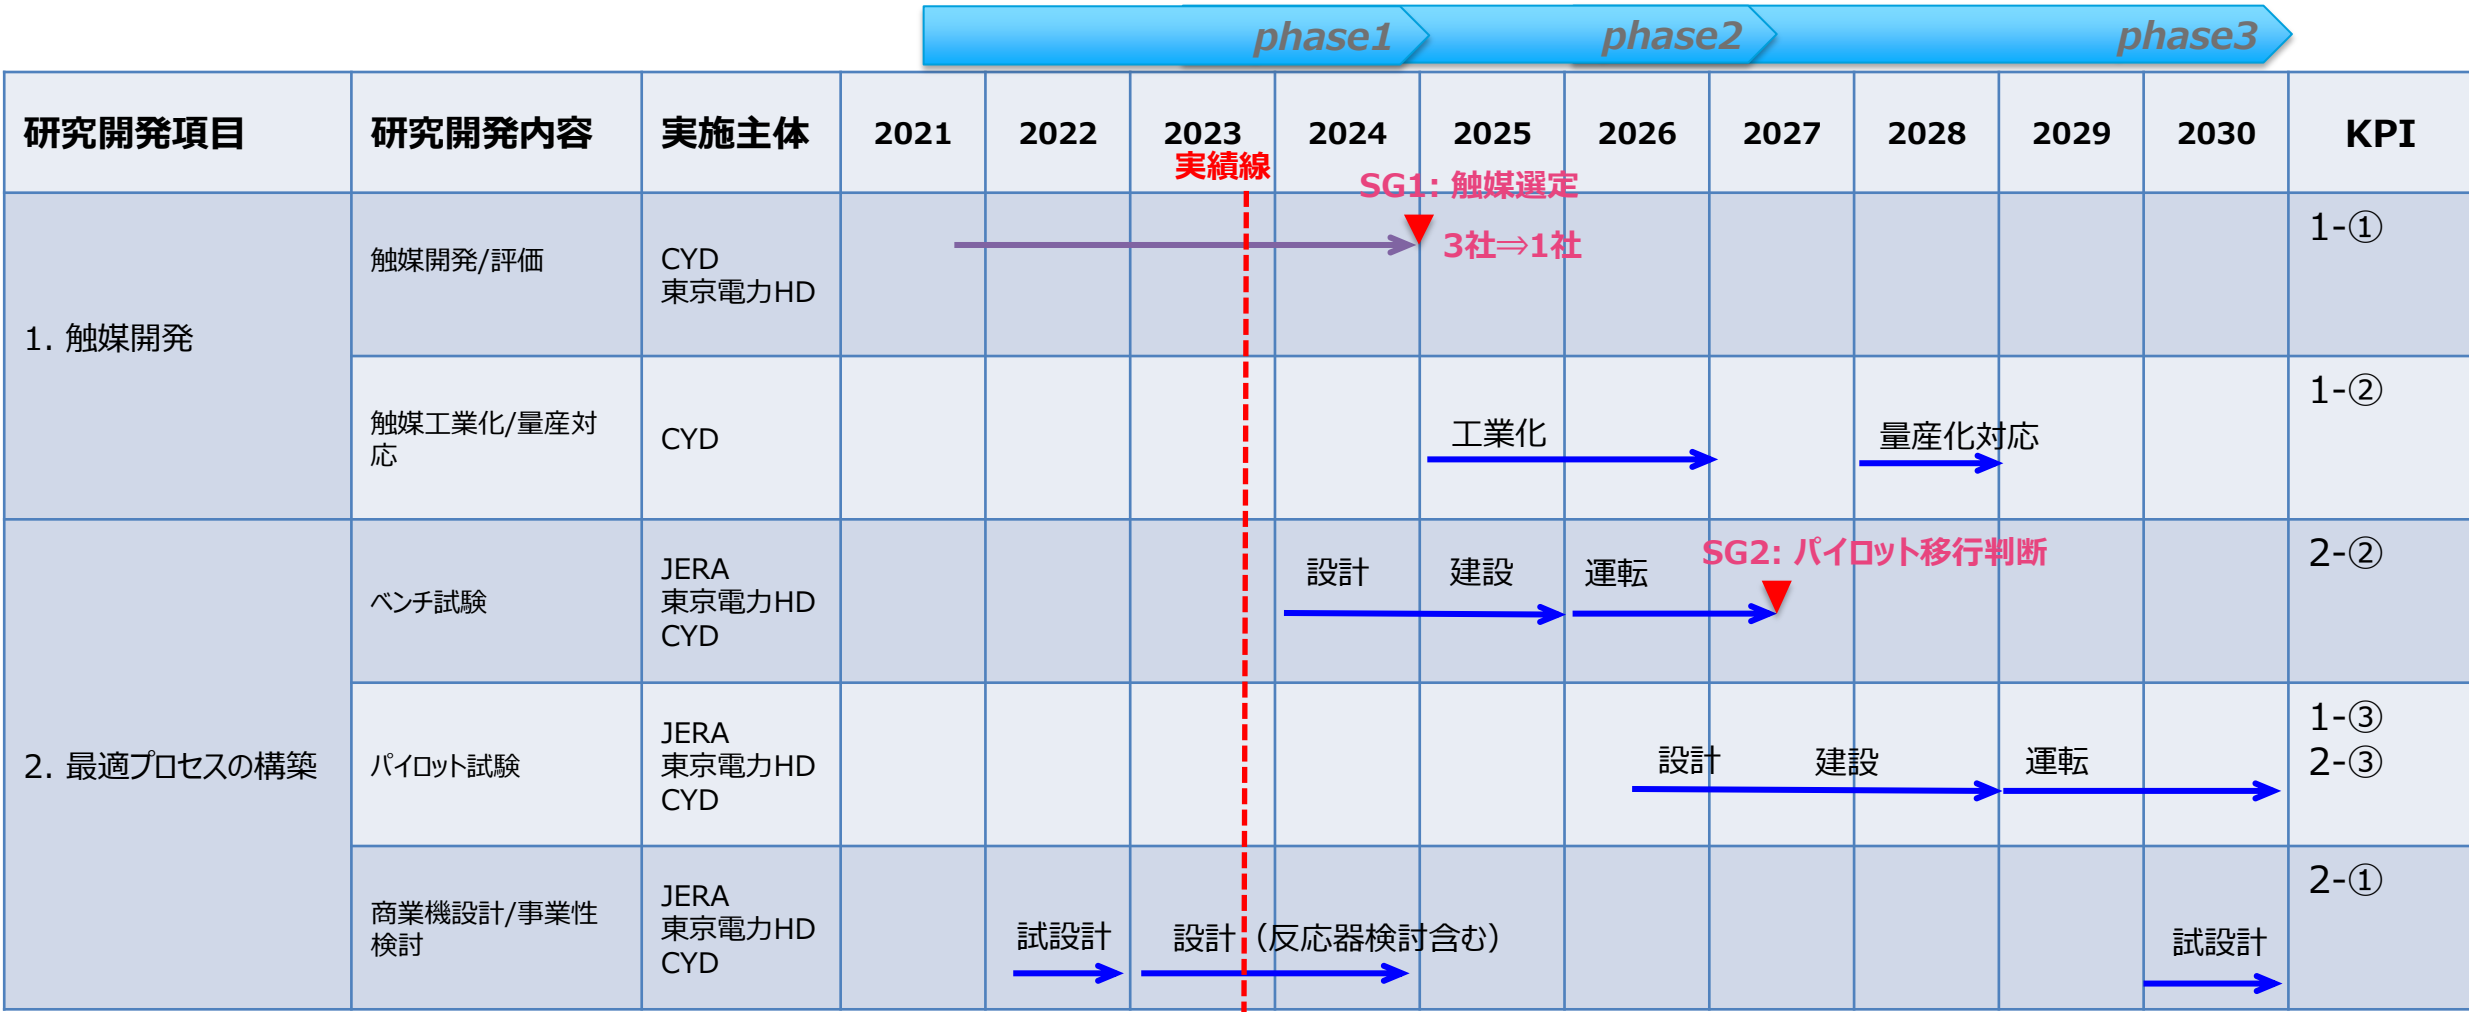 phase1
phase2
phase3
研究開発項目
研究開発内容
実施主体
2021
2022
2023
2024
2025
2026
2027
2028
2029
2030
KPI
実績線
SG1: 触媒選定
3社⇒1社
1. 触媒開発
触媒開発/評価
CYD
東京電力HD
1-①
触媒工業化/量産対
応
CYD
工業化
量産化対応
1-②
2. 最適プロセスの構築
ベンチ試験
JERA
東京電力HD
CYD
設計
建設
運転
SG2: パイロット移行判断
2-②
パイロット試験
JERA
東京電力HD
CYD
設計
建設
運転
1-③
2-③
商業機設計/事業性
検討
JERA
東京電力HD
CYD
試設計
設計（反応器検討含む）
試設計
2-①